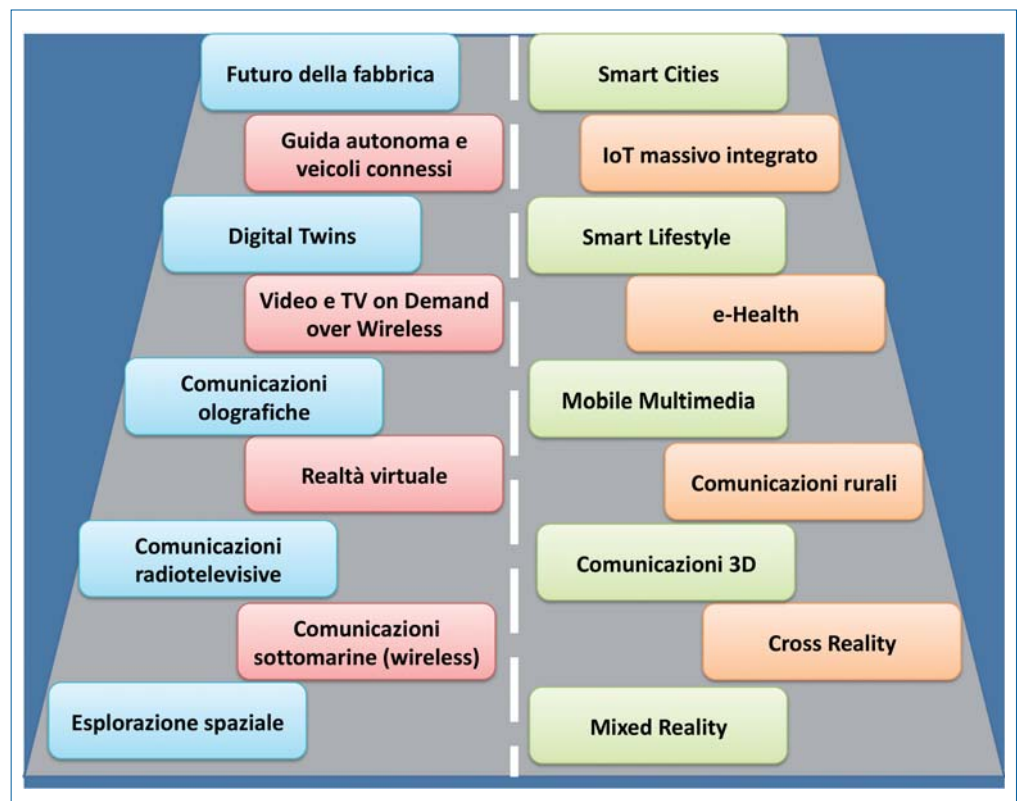 Futuro della fabbrica
Smart Cities
Guida autonoma e
veicoli connessi
IoT massivo integrato
Digital Twins
Smart Lifestyle
Video e TV on Demand
over Wireless
e-Health
Comunicazioni
olografiche
Mobile Multimedia
Realtà virtuale
Comunicazioni rurali
Comunicazioni
radiotelevisive
Comunicazioni 3D
Comunicazioni
sottomarine (wireless)
Cross Reality
Esplorazione spaziale
Mixed Reality